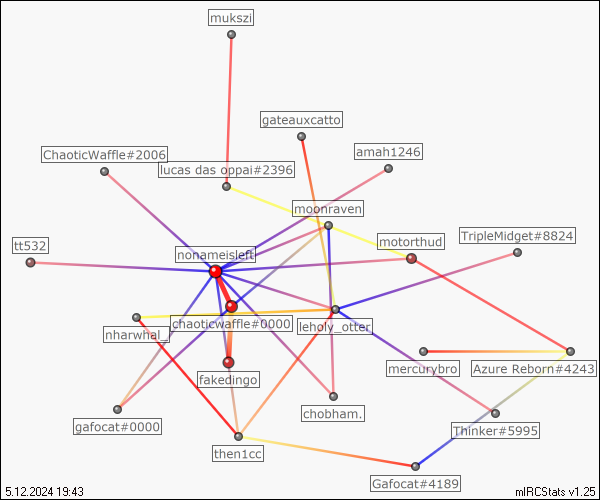 mukszi
gateauxcatto
ChaoticWaffle#2006
amah1246
lucas das oppai#2396
moonraven
tt532
nonameisleft
motorthud
TripleMidget#8824
chaoticwaffle#0000
leholy_otter
nharwhal_
mercurybro
Azure Reborn#4243
fakedingo
chobham.
gafocat#0000
Thinker#5995
then1cc
Gafocat#4189
5.12.2024 19:43
mIRCStats v1.25